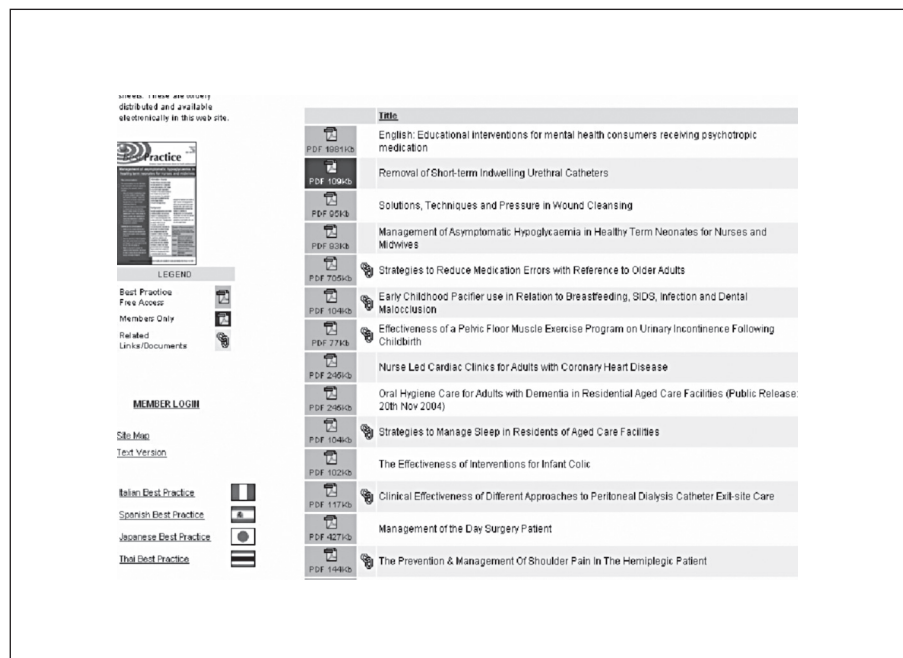 distributed and available
electronically in this web site.
Best Practice
LEGEND
Best Practice
Free Access
Members Only
Related
Links/Documents
MEMBER LOGIN
Site Map
Text Version
Italian Best Practice
Spanish Best Practice
Japanese Best Practice
Thai Best Practice
Title
PDF 1981Kb
English: Educational interventions for mental health consumers receiving psychotropic
medication
PDF 109Kb
Removal of Short-term Indwelling Urethral Catheters
PDF 95Kb
Solutions, Techniques and Pressure in Wound Cleansing
PDF 83Kb
Management of Asymptomatic Hypoglycaemia in Healthy Term Neonates for Nurses and
Midwives
PDF 705Kb
Strategies to Reduce Medication Errors with Reference to Older Adults
PDF 104Kb
Early Childhood Pacifier use in Relation to Breastfeeding, SIDS, Infection and Dental
Malocclusion
PDF 77Kb
Effectiveness of a Pelvic Floor Muscle Exercise Program on Urinary Incontinence Following
Childbirth
PDF 246Kb
Nurse Led Cardiac Clinics for Adults with Coronary Heart Disease
PDF 246Kb
Oral Hygiene Care for Adults with Dementia in Residential Aged Care Facilities (Public Release:
20th Nov 2004)
PDF 104Kb
Strategies to Manage Sleep in Residents of Aged Care Facilities
PDF 102Kb
The Effectiveness of Interventions for Infant Colic
PDF 117Kb
Clinical Effectiveness of Different Approaches to Peritoneal Dialysis Catheter Exit-site Care
PDF 427Kb
Management of the Day Surgery Patient
PDF 144Kb
The Prevention & Management Of Shoulder Pain In The Hemiplegic Patient